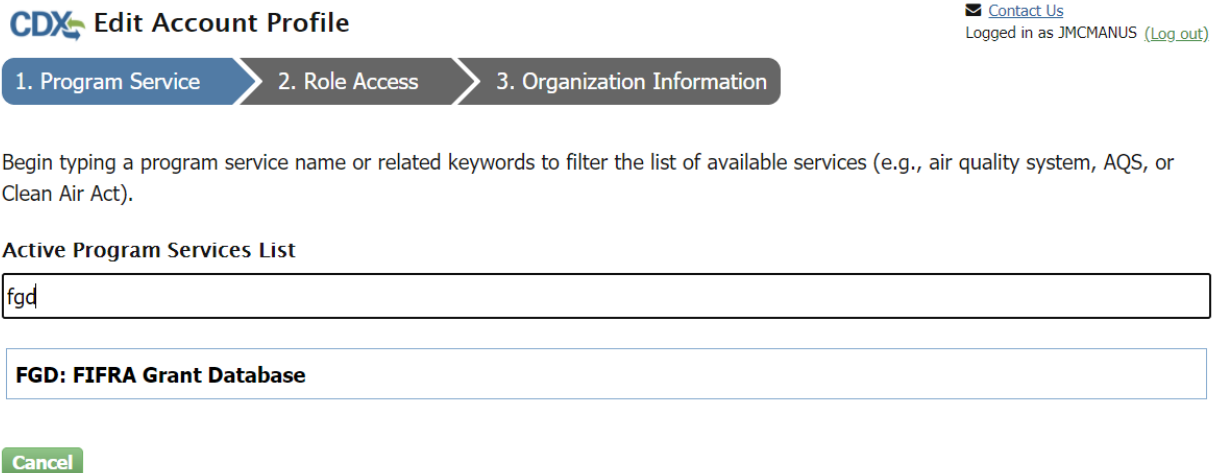 CDX Edit Account Profile
Contact Us
Logged in as JMCMANUS (Log out)
1. Program Service
2. Role Access
3. Organization Information
Begin typing a program service name or related keywords to filter the list of available services (e.g., air quality system, AQS, or
Clean Air Act).
Active Program Services List
fgd
FGD: FIFRA Grant Database
Cancel